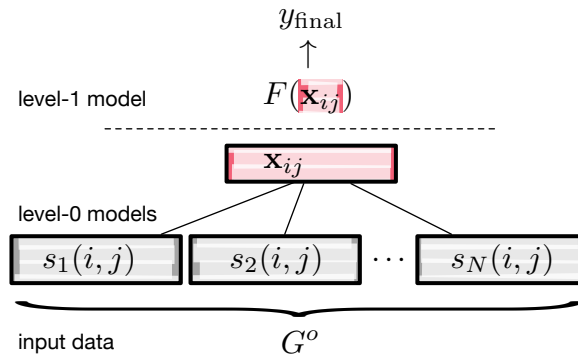 y_final
level-1 model F(x_ij)
x_ij
level-0 models
s_1(i, j) s_2(i, j) ··· s_N(i, j)
input data G^o